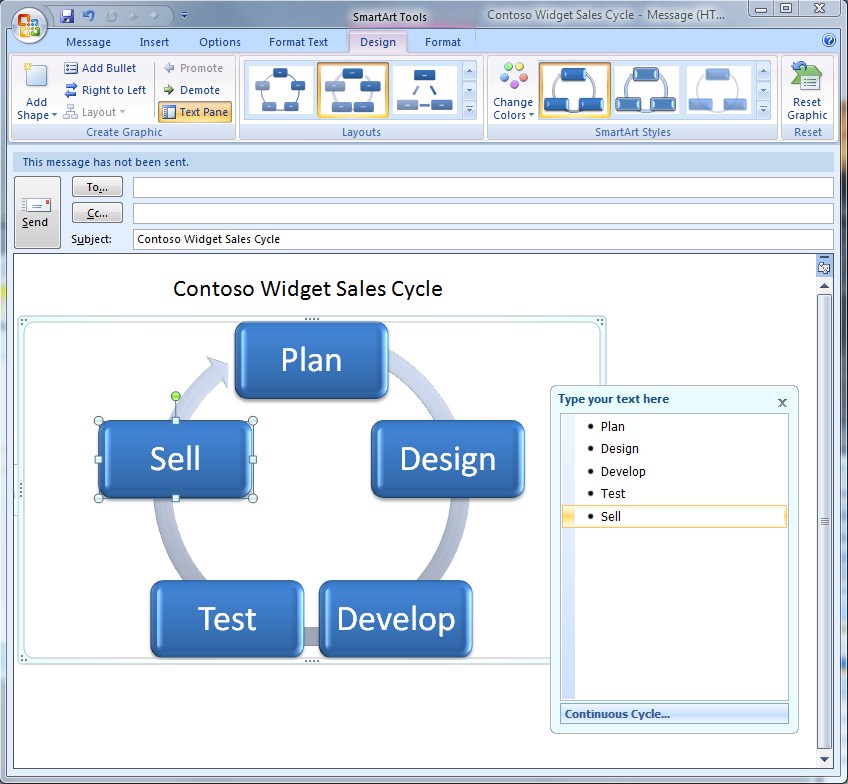 SmartArt Tools
Contoso Widget Sales Cycle - Message (HT...
Message Insert Options Format Text Design Format
Add Shape
Add Bullet
Right to Left
Layout
Promote
Demote
Text Pane
Create Graphic
Layouts
Change Colors
SmartArt Styles
Reset Graphic
Reset
This message has not been sent.
Send
To...
Cc...
Subject: Contoso Widget Sales Cycle
Contoso Widget Sales Cycle
Plan
Sell
Design
Test
Develop
Type your text here
Plan
Design
Develop
Test
Sell
Continuous Cycle...